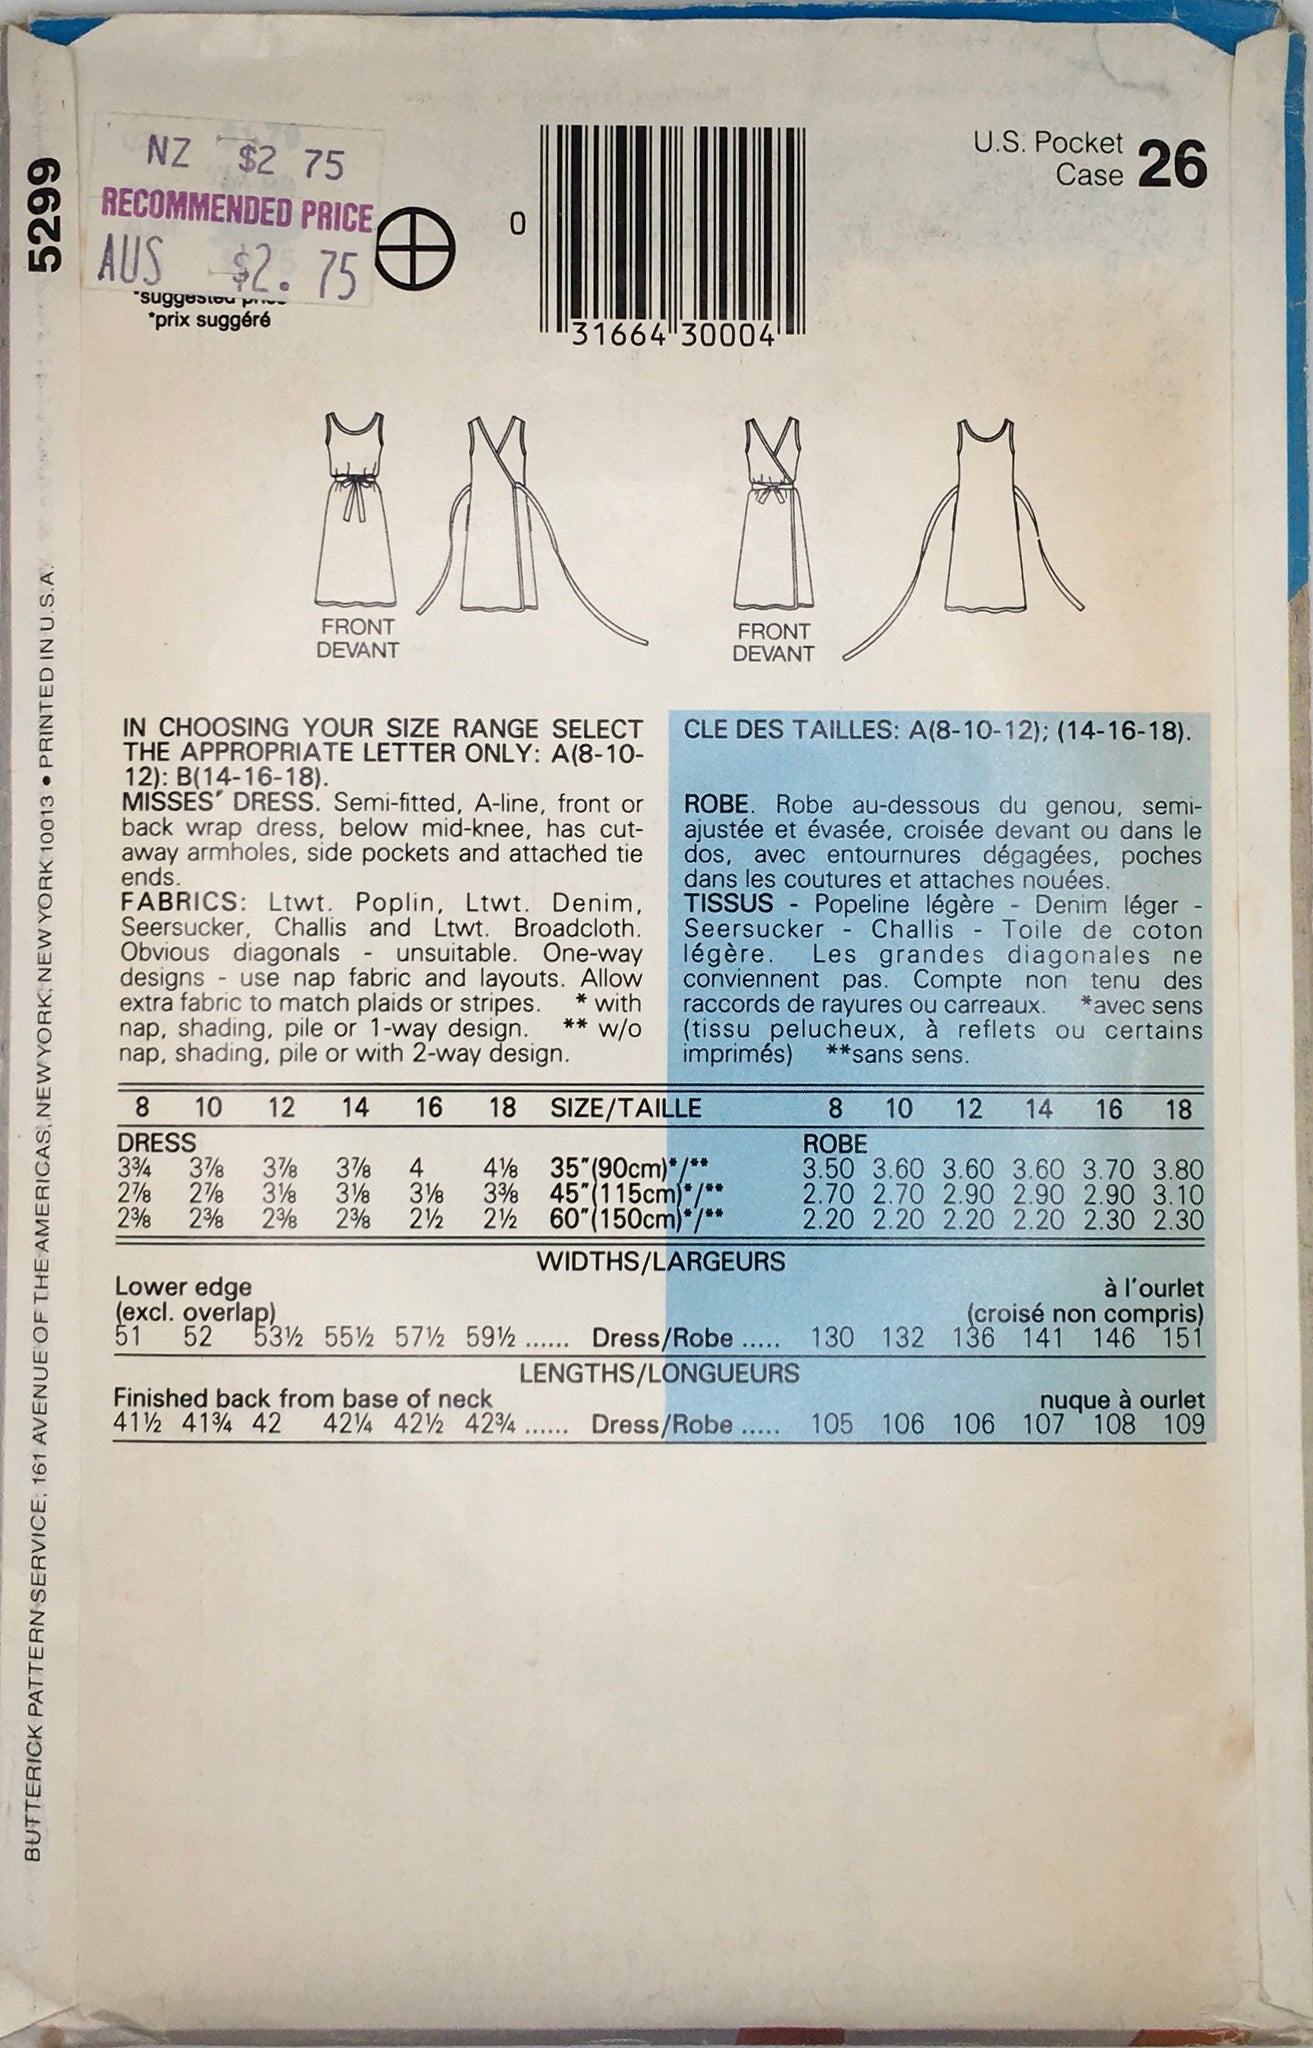 5299
NZ $2 75
RECOMMENDED PRICE
AUS $2. 75
*suggested
*prix suggéré
0
31664 30004
U.S. Pocket
Case 26
FRONT
DEVANT
FRONT
DEVANT
IN CHOOSING YOUR SIZE RANGE SELECT
THE APPROPRIATE LETTER ONLY: A(8-10-
12): B(14-16-18).
MISSES' DRESS. Semi-fitted, A-line, front or
back wrap dress, below mid-knee, has cut-
away armholes, side pockets and attached tie
ends.
FABRICS: Ltwt. Poplin, Ltwt. Denim,
Seersucker, Challis and Ltwt. Broadcloth.
Obvious diagonals - unsuitable. One-way
designs - use nap fabric and layouts. Allow
extra fabric to match plaids or stripes. * with
nap, shading, pile or 1-way design. ** w/o
nap, shading, pile or with 2-way design.
CLE DES TAILLES: A(8-10-12); (14-16-18).
ROBE. Robe au-dessous du genou, semi-
ajustée et évasée, croisée devant ou dans le
dos, avec entournures dégagées, poches
dans les coutures et attaches nouées.
TISSUS - Popeline légère - Denim léger -
Seersucker - Challis - Toile de coton
légère. Les grandes diagonales ne
conviennent pas. Compte non tenu des
raccords de rayures ou carreaux. *avec sens
(tissu pelucheux, à reflets ou certains
imprimés) **sans sens.
8 10 12 14 16 18 SIZE/TAILLE 8 10 12 14 16 18
DRESS ROBE
3¾ 3⅞ 3⅞ 3⅞ 4 4⅛ 35"(90cm)*/** 3.50 3.60 3.60 3.60 3.70 3.80
2⅞ 2⅞ 3⅛ 3⅛ 3⅛ 3⅜ 45"(115cm)*/** 2.70 2.70 2.90 2.90 2.90 3.10
2⅜ 2⅜ 2⅜ 2⅜ 2½ 2½ 60"(150cm)*/** 2.20 2.20 2.20 2.20 2.30 2.30
WIDTHS/LARGEURS
Lower edge à l'ourlet
(excl. overlap) (croisé non compris)
51 52 53½ 55½ 57½ 59½ ...... Dress/Robe ..... 130 132 136 141 146 151
LENGTHS/LONGUEURS
Finished back from base of neck nuque à ourlet
41½ 41¾ 42 42¼ 42½ 42¾ ...... Dress/Robe ..... 105 106 106 107 108 109
BUTTERICK PATTERN SERVICE, 161 AVENUE OF THE AMERICAS, NEW YORK, NEW YORK 10013 • PRINTED IN U.S.A.